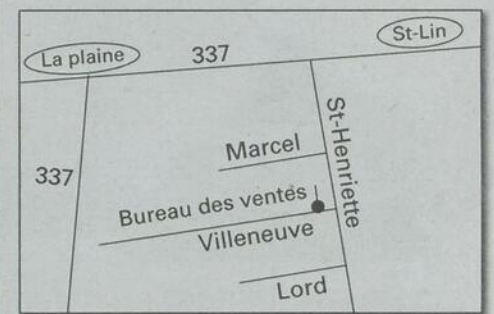 St-Lin
La plaine
337
337
St-Henriette
Marcel
Bureau des ventes
Villeneuve
Lord